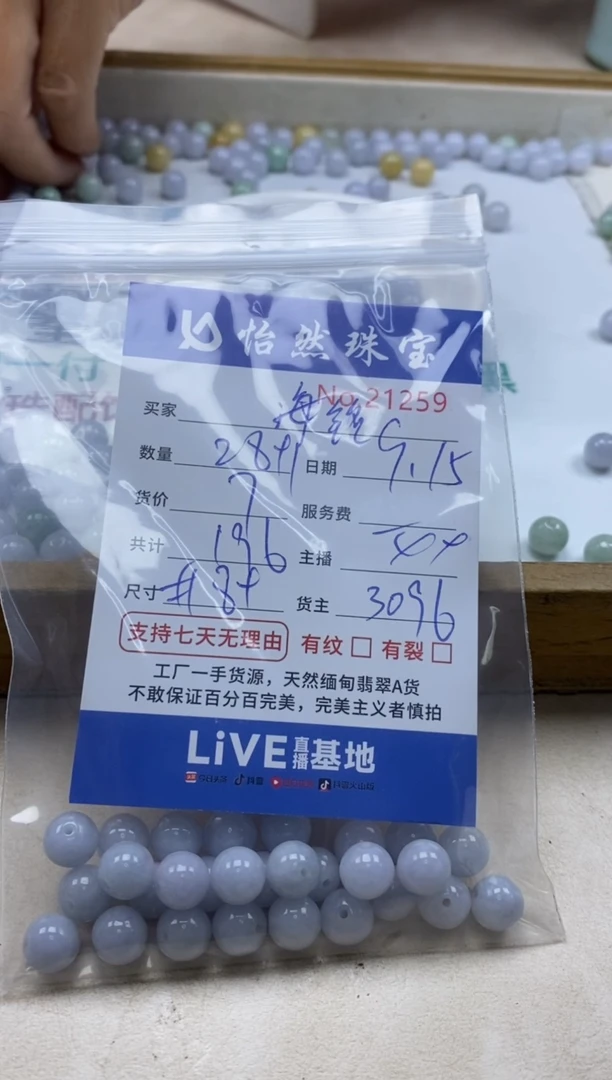 怡然珠宝
No.21259
买家
数量 28+1 日期 9.15
货价 7 服务费
共计 196 主播
尺寸 #8+ 货主 3096
支持七天无理由 有纹 □ 有裂 □
工厂一手货源，天然缅甸翡翠A货
不敢保证百分百完美，完美主义者慎拍
LiVE直播基地
一付